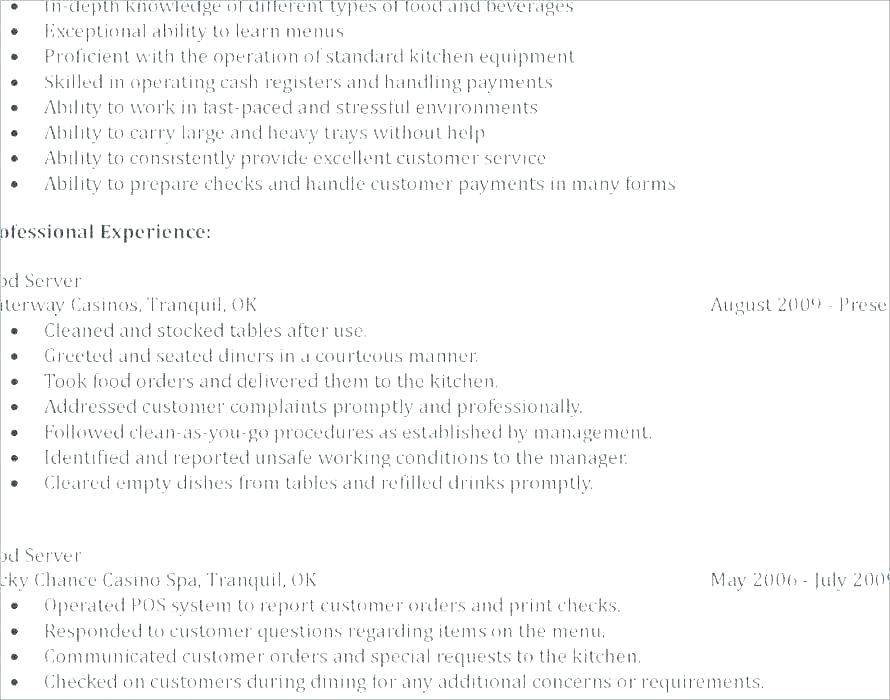 • In-depth knowledge of different types of food and beverages
• Exceptional ability to learn menus
• Proficient with the operation of standard kitchen equipment
• Skilled in operating cash registers and handling payments
• Ability to work in fast-paced and stressful environments
• Ability to carry large and heavy trays without help
• Ability to consistently provide excellent customer service
• Ability to prepare checks and handle customer payments in many forms
ofessional Experience:
od Server
terway Casinos, Tranquil, OK August 2009 - Prese
• Cleaned and stocked tables after use.
• Greeted and seated diners in a courteous manner.
• Took food orders and delivered them to the kitchen.
• Addressed customer complaints promptly and professionally.
• Followed clean-as-you-go procedures as established by management.
• Identified and reported unsafe working conditions to the manager.
• Cleared empty dishes from tables and refilled drinks promptly.
od Server
cky Chance Casino Spa, Tranquil, OK May 2006 - July 2009
• Operated POS system to report customer orders and print checks.
• Responded to customer questions regarding items on the menu.
• Communicated customer orders and special requests to the kitchen.
• Checked on customers during dining for any additional concerns or requirements.